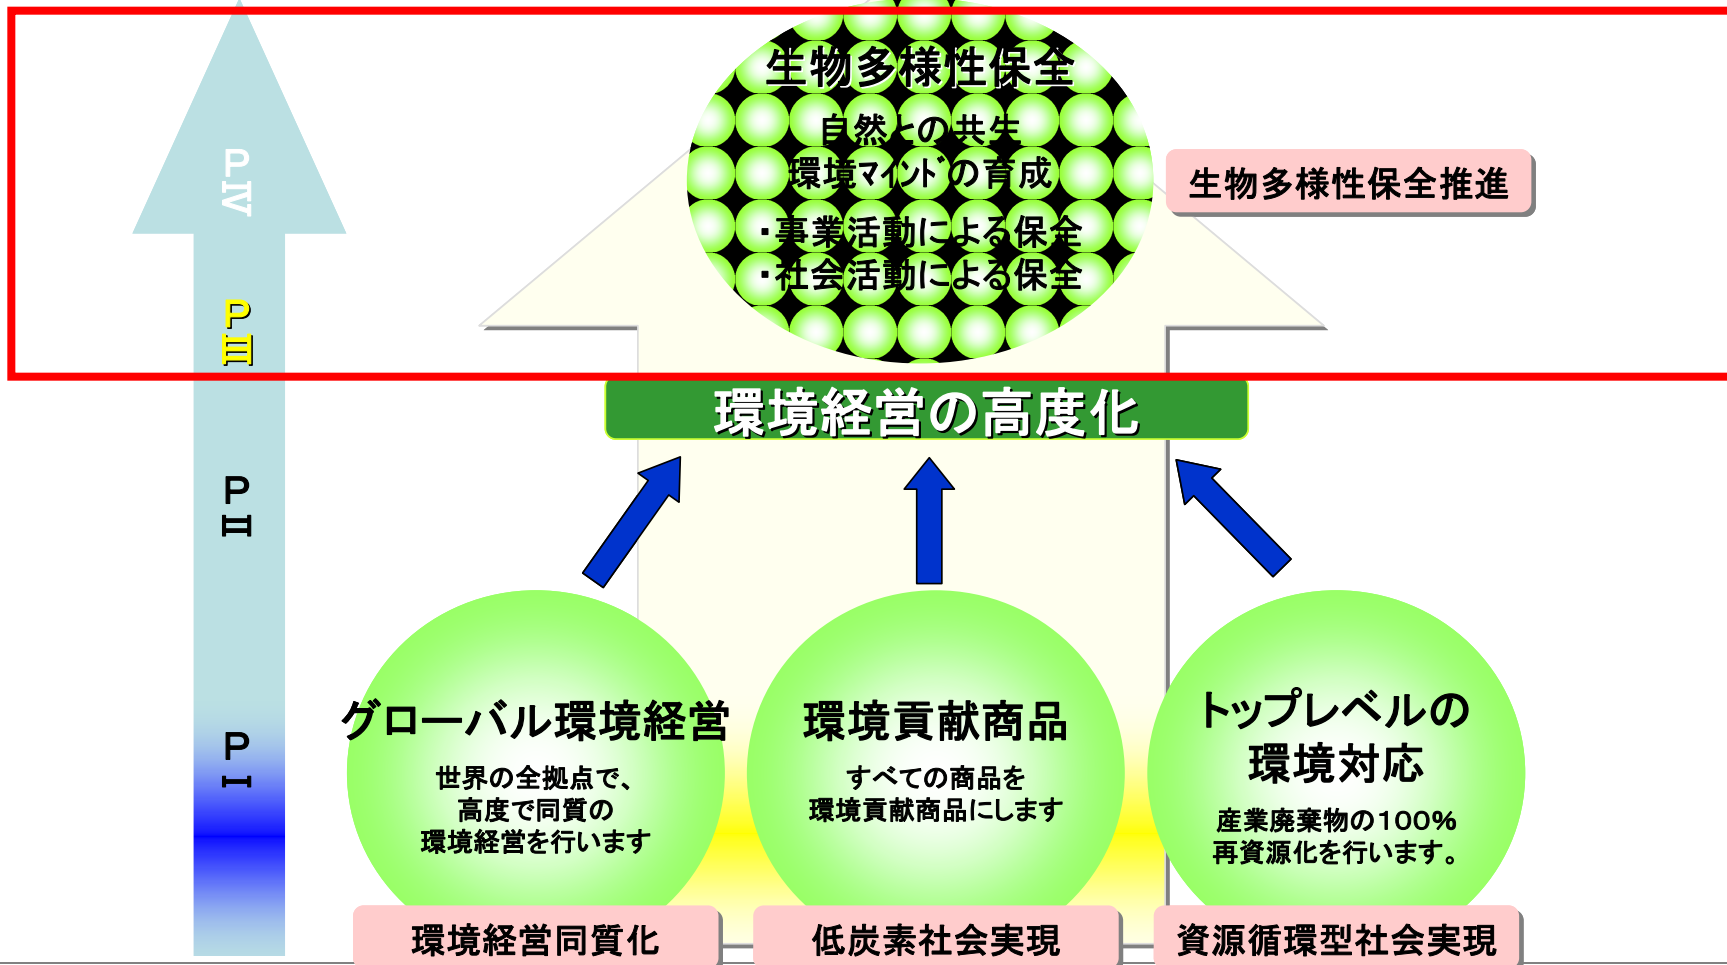 生物多様性保全
自然との共生
環境ﾏｲﾝﾄﾞの育成
・事業活動による保全
・社会活動による保全
生物多様性保全推進
PⅣ
PⅢ
PⅡ
PⅠ
環境経営の高度化
グローバル環境経営
世界の全拠点で、
高度で同質の
環境経営を行います
環境経営同質化
環境貢献商品
すべての商品を
環境貢献商品にします
低炭素社会実現
トップレベルの
環境対応
産業廃棄物の100%
再資源化を行います。
資源循環型社会実現